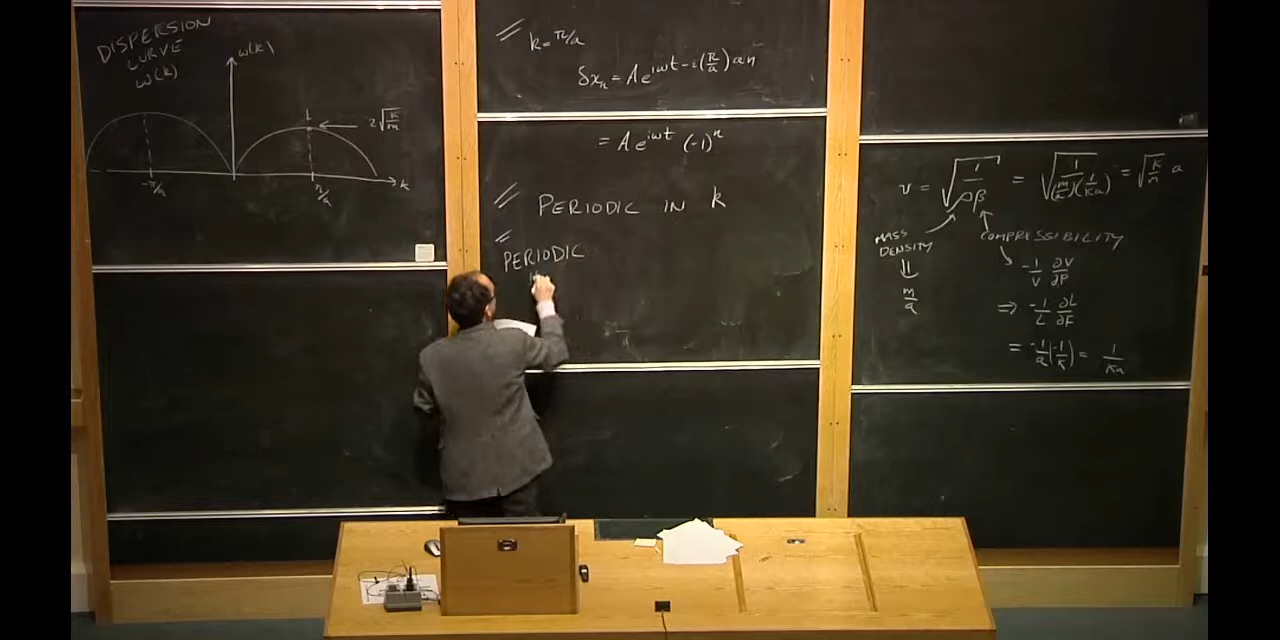 DISPERSION
CURVE
ω(k)
ω(k)
2√K/m
-π/a
π/a
k
k = π/a
δxₙ = A e^{iωt - i(π/a)an}
= A e^{iωt} (-1)^n
PERIODIC IN k
PERIODIC
v = √1/ρβ = √1/(m/a)(1/Ka) = √K/m a
MASS
DENSITY
m/a
COMPRESSIBILITY
-1/V ∂V/∂P
⇒ -1/L ∂L/∂F
= -1/a (-1/K) = 1/Ka